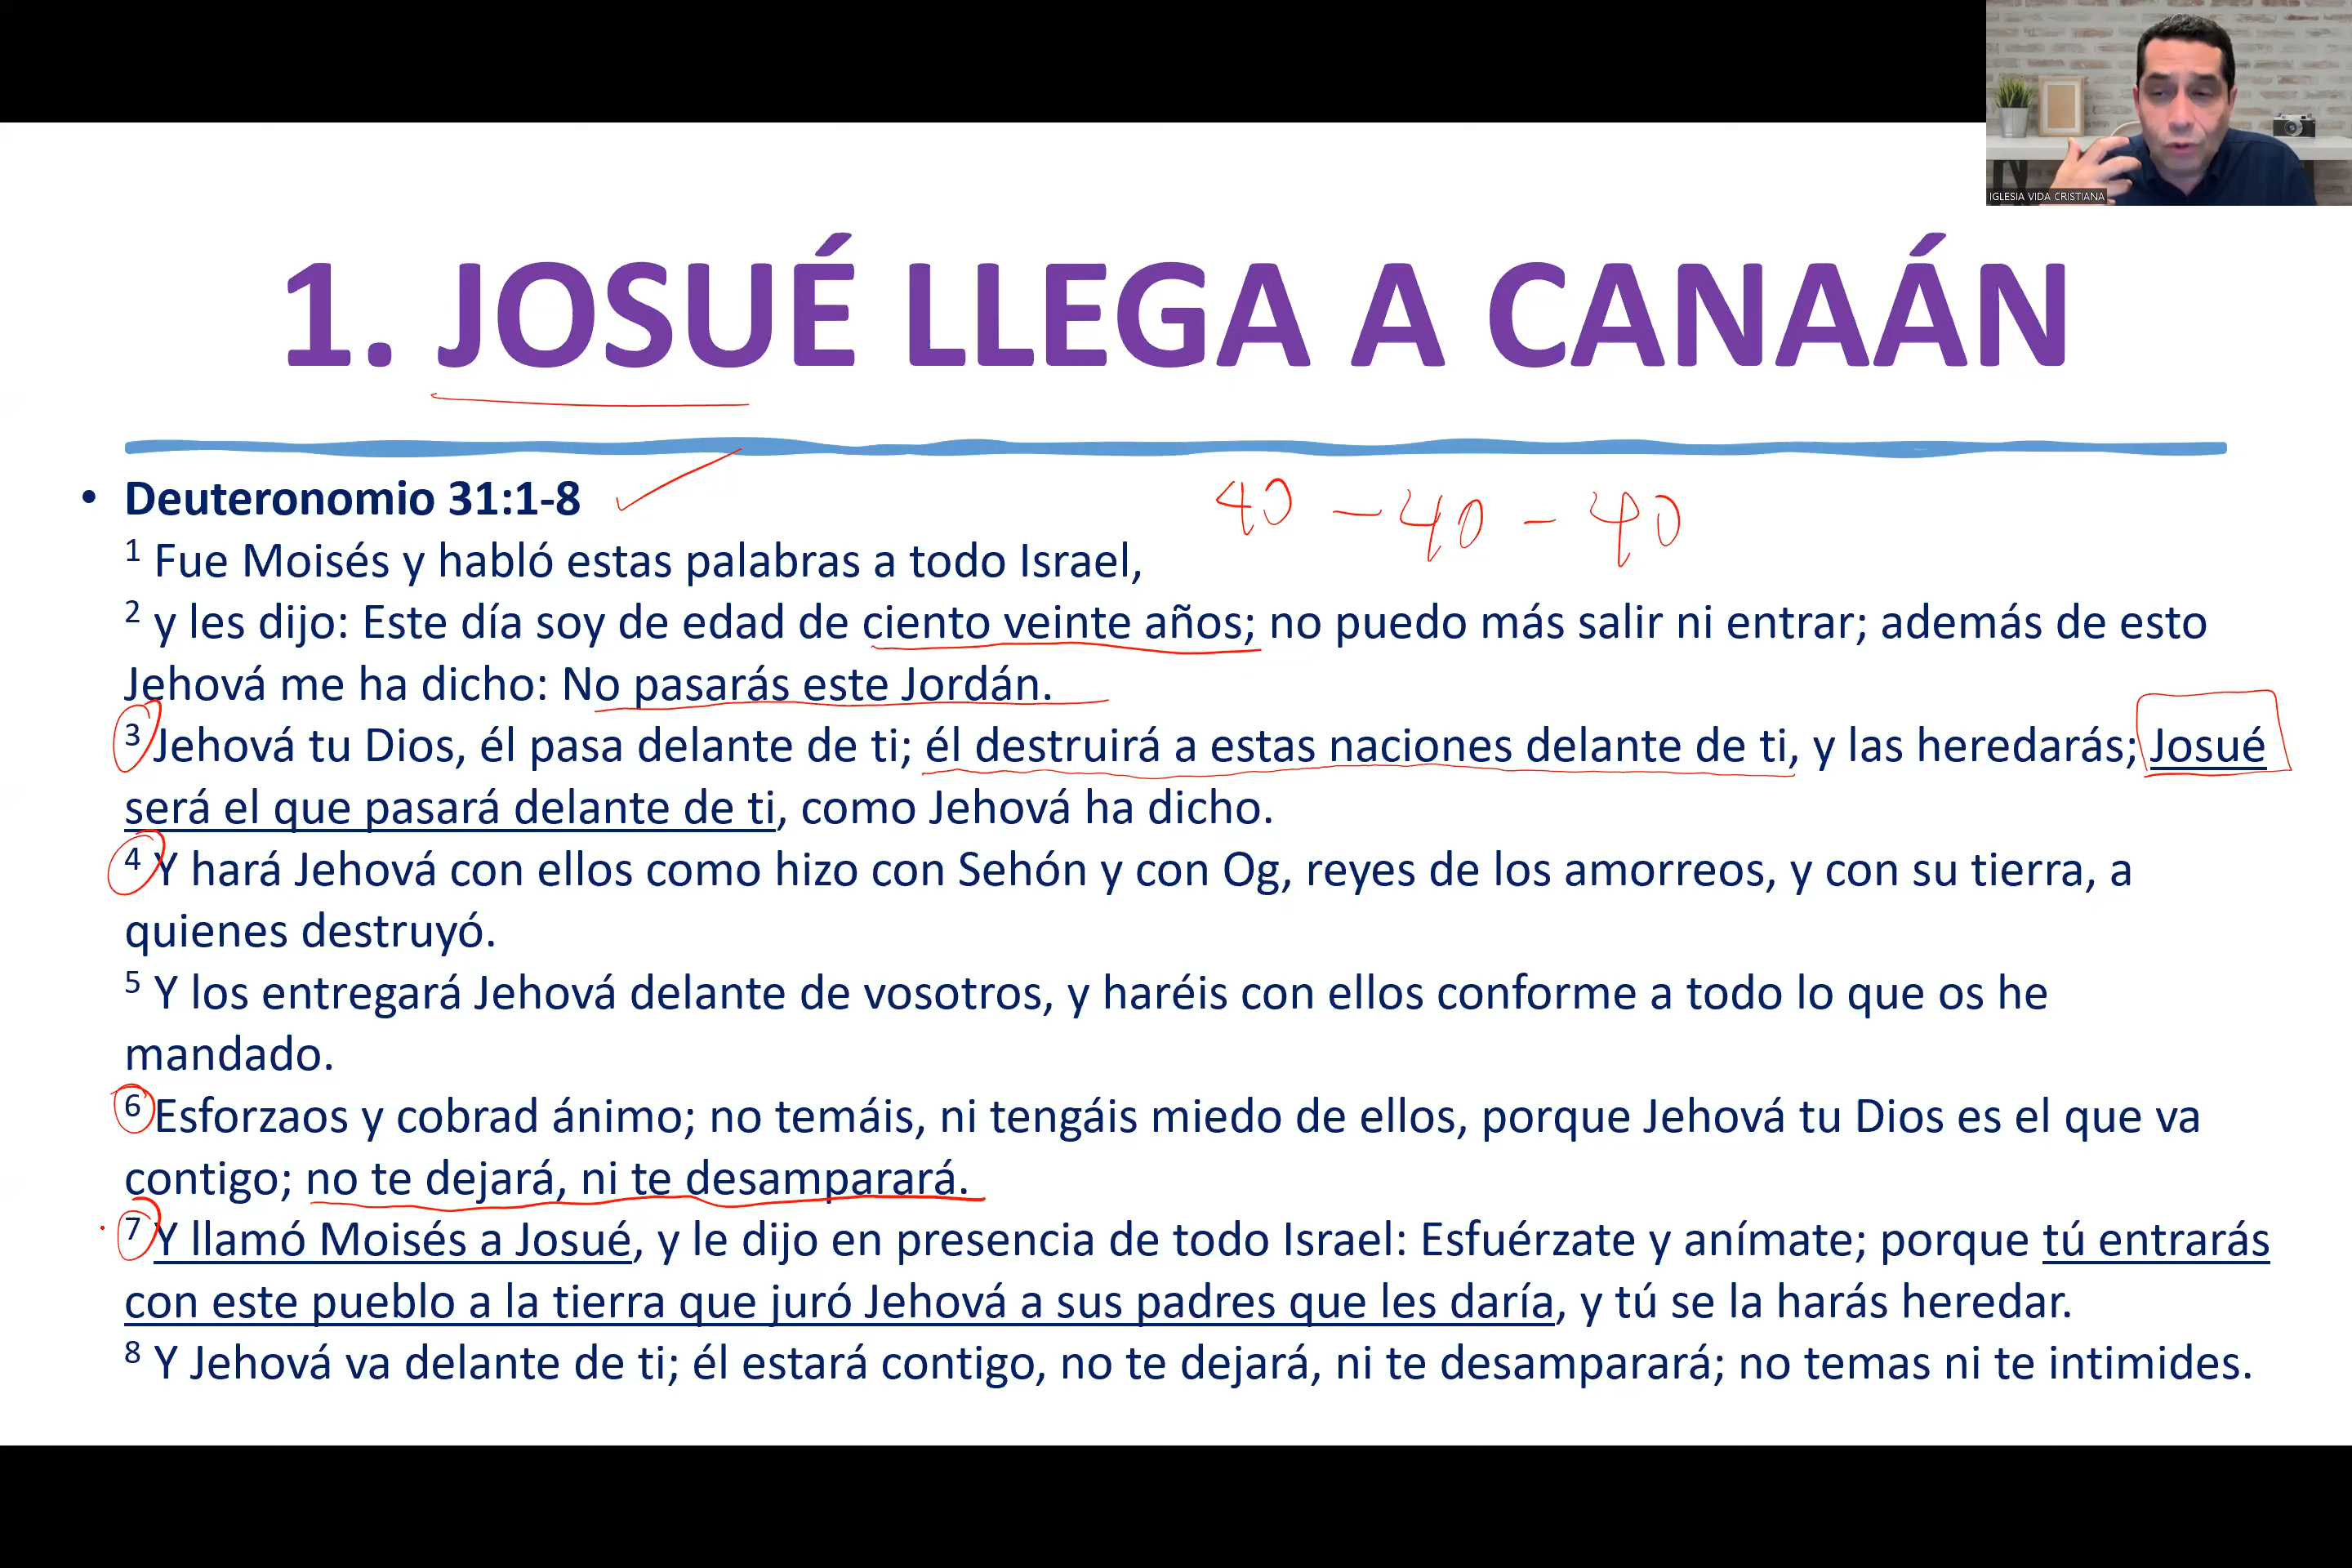 IGLESIA VIDA CRISTIANA
1. JOSUÉ LLEGA A CANAÁN
• Deuteronomio 31:1-8
40 - 40 - 40
1 Fue Moisés y habló estas palabras a todo Israel,
2 y les dijo: Este día soy de edad de ciento veinte años; no puedo más salir ni entrar; además de esto
Jehová me ha dicho: No pasarás este Jordán.
3 Jehová tu Dios, él pasa delante de ti; él destruirá a estas naciones delante de ti, y las heredarás; Josué
será el que pasará delante de ti, como Jehová ha dicho.
4 Y hará Jehová con ellos como hizo con Sehón y con Og, reyes de los amorreos, y con su tierra, a
quienes destruyó.
5 Y los entregará Jehová delante de vosotros, y haréis con ellos conforme a todo lo que os he
mandado.
6 Esforzaos y cobrad ánimo; no temáis, ni tengáis miedo de ellos, porque Jehová tu Dios es el que va
contigo; no te dejará, ni te desamparará.
7 Y llamó Moisés a Josué, y le dijo en presencia de todo Israel: Esfuérzate y anímate; porque tú entrarás
con este pueblo a la tierra que juró Jehová a sus padres que les daría, y tú se la harás heredar.
8 Y Jehová va delante de ti; él estará contigo, no te dejará, ni te desamparará; no temas ni te intimides.